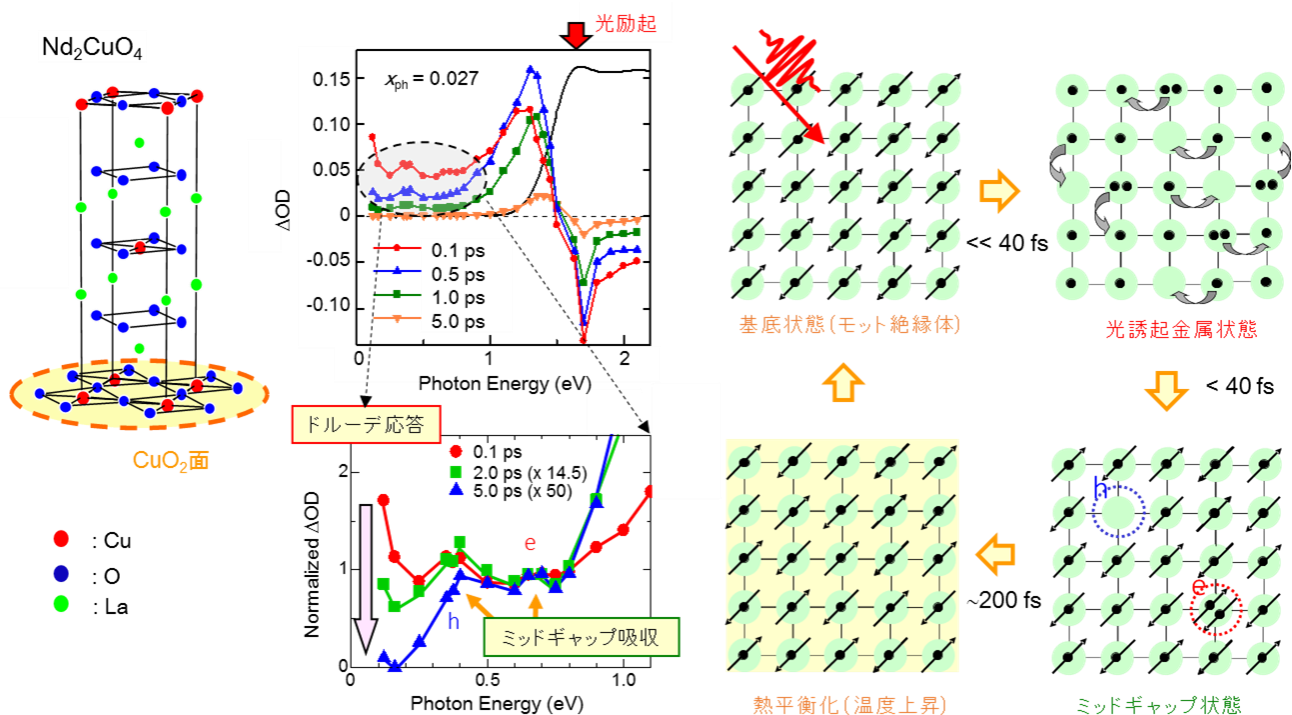 Nd₂CuO₄
CuO₂面
: Cu
: O
: La
光励起
xph = 0.027
0.15
0.10
0.05
0
-0.05
-0.10
ΔOD
0.1 ps
0.5 ps
1.0 ps
5.0 ps
0
1
2
Photon Energy (eV)
ドルーデ応答
0.1 ps
2.0 ps (x 14.5)
5.0 ps (x 50)
2
1
0
Normalized ΔOD
e
h
ミッドギャップ吸収
0
0.5
1.0
Photon Energy (eV)
基底状態(モット絶縁体)
<< 40 fs
光誘起金属状態
< 40 fs
h
e
ミッドギャップ状態
~200 fs
熱平衡化(温度上昇)